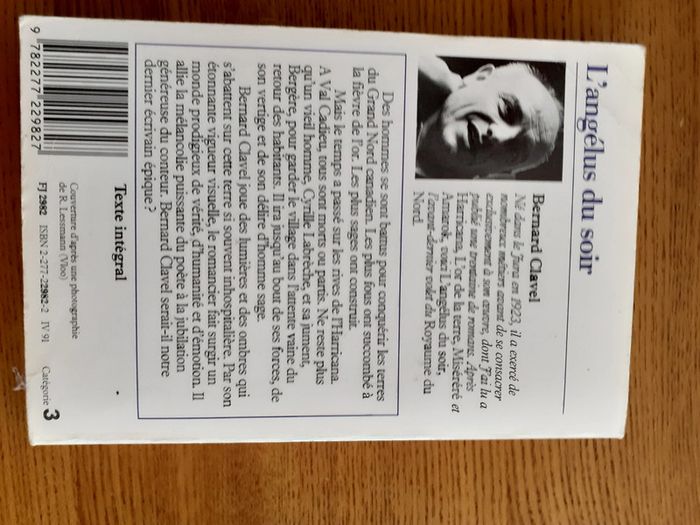 L'angélus du soir
Bernard Clavel
Né dans le Jura en 1923, il a exercé de
nombreux métiers avant de se consacrer
exclusivement à son œuvre, dont J'ai lu a
publié une trentaine de romans. Après
Harricana, L'or de la terre, Miséréré et
Amarok, voici L'angélus du soir,
l'avant-dernier volet du Royaume du
Nord.
Des hommes se sont battus pour conquérir les terres
du Grand Nord canadien. Les plus fous ont succombé à
la fièvre de l'or. Les plus sages ont construit.
Mais le temps a passé sur les rives de l'Harricana.
A Val Cadieu, tous sont morts ou partis. Ne reste plus
qu'un vieil homme, Cyrille Labrèche, et sa jument,
Bergère, pour garder le village dans l'attente vaine du
retour des habitants. Il ira jusqu'au bout de ses forces, de
son vertige et de son délire d'homme sage.
Bernard Clavel joue des lumières et des ombres qui
s'abattent sur cette terre si souvent inhospitalière. Par son
étonnante vigueur visuelle, le romancier fait surgir un
monde prodigieux de vérité, d'humanité et d'émotion. Il
allie la mélancolie puissante du poète à la jubilation
généreuse du conteur. Bernard Clavel serait-il notre
dernier écrivain épique ?
Texte intégral
Couverture d'après une photographie
de R. Lessmann (Vloo)
9 782277 229827
FJ 2982 ISBN 2-277-22982-2 IV 91 Catégorie 3